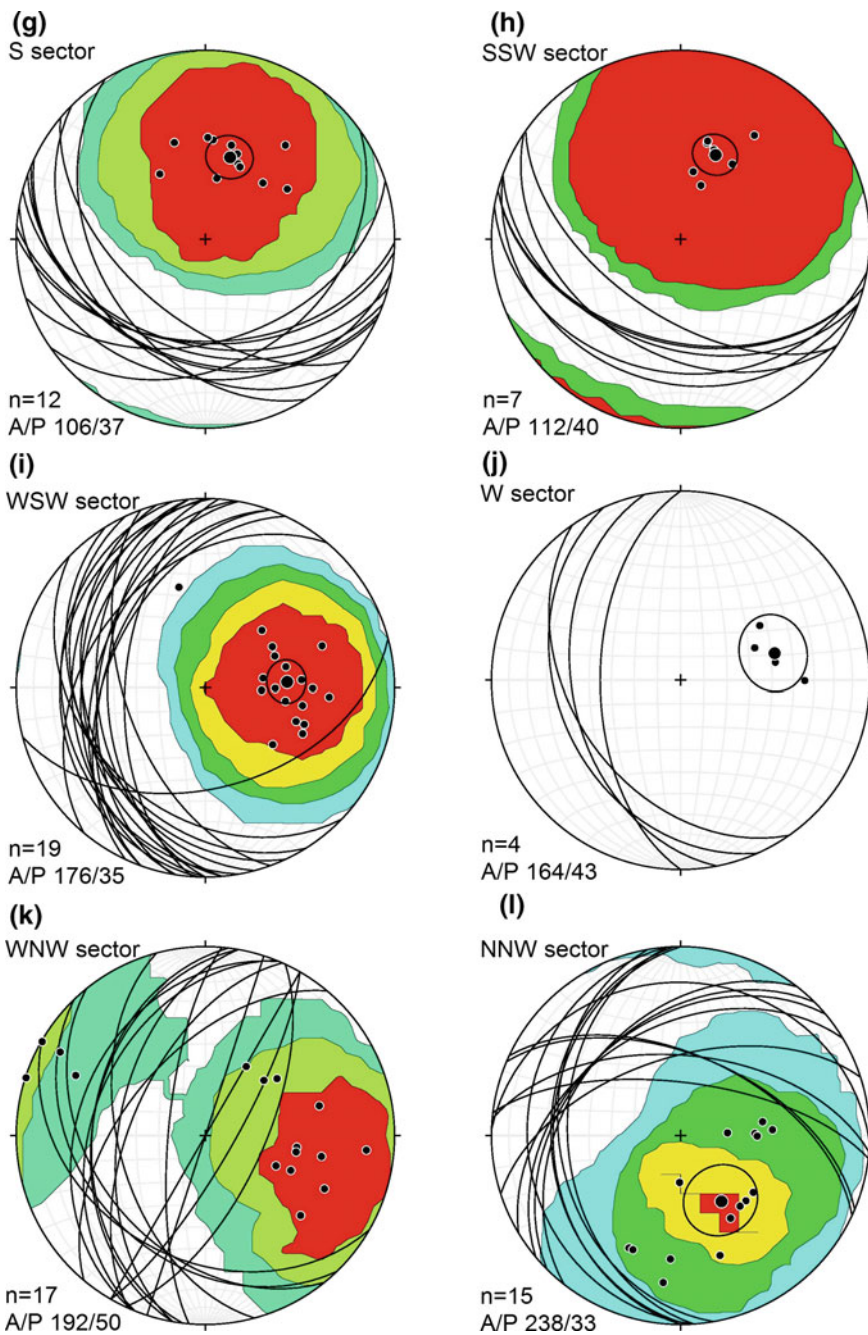 (g)
S sector
n=12
A/P 106/37
(h)
SSW sector
n=7
A/P 112/40
(i)
WSW sector
n=19
A/P 176/35
(j)
W sector
n=4
A/P 164/43
(k)
WNW sector
n=17
A/P 192/50
(l)
NNW sector
n=15
A/P 238/33